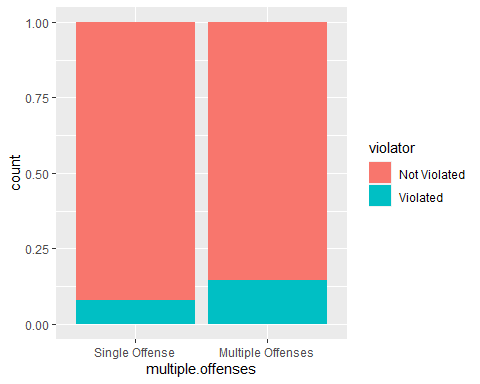 1.00
0.75
0.50
0.25
0.00
count
Single Offense
Multiple Offenses
multiple.offenses
violator
Not Violated
Violated